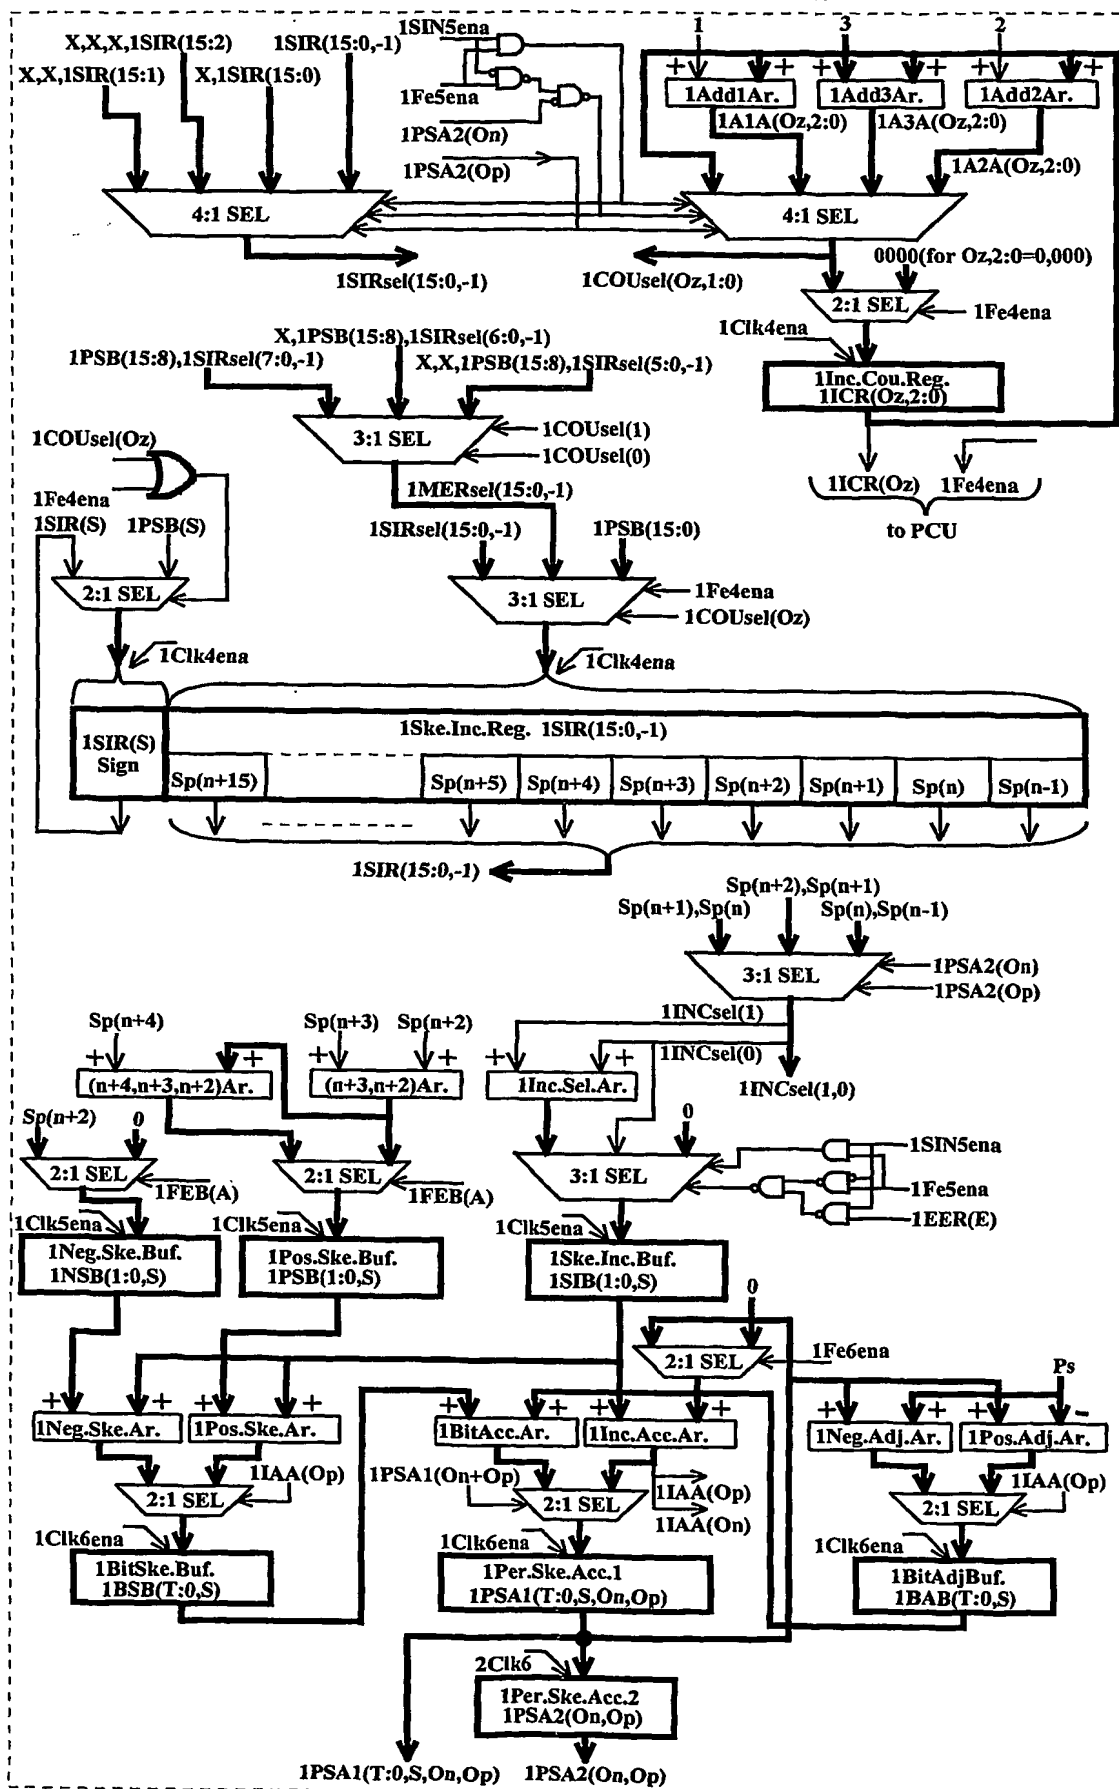 1SIN5ena
1 3 2
X,X,X,1SIR(15:2) 1SIR(15:0,-1)
X,X,1SIR(15:1) X,1SIR(15:0)
+ + + + + +
1Fe5ena
1Add1Ar. 1Add3Ar. 1Add2Ar.
1A1A(Oz,2:0) 1A3A(Oz,2:0)
1PSA2(On)
1PSA2(Op)
1A2A(Oz,2:0)
4:1 SEL 4:1 SEL
0000(for Oz,2:0=0,000)
1SIRsel(15:0,-1) 1COUsel(Oz,1:0)
2:1 SEL
1Fe4ena
1Clk4ena
X,1PSB(15:8),1SIRsel(6:0,-1)
1PSB(15:8),1SIRsel(7:0,-1) X,X,1PSB(15:8),1SIRsel(5:0,-1)
1Inc.Cou.Reg.
1ICR(Oz,2:0)
3:1 SEL
1COUsel(1)
1COUsel(0)
1COUsel(Oz)
1MERsel(15:0,-1)
1ICR(Oz) 1Fe4ena
1Fe4ena
1SIR(S) 1PSB(S)
1SIRsel(15:0,-1) 1PSB(15:0)
to PCU
2:1 SEL
3:1 SEL
1Fe4ena
1COUsel(Oz)
1Clk4ena 1Clk4ena
1SIR(S)
Sign
1Ske.Inc.Reg. 1SIR(15:0,-1)
Sp(n+15) Sp(n+5) Sp(n+4) Sp(n+3) Sp(n+2) Sp(n+1) Sp(n) Sp(n-1)
1SIR(15:0,-1)
Sp(n+2),Sp(n+1)
Sp(n+1),Sp(n) Sp(n),Sp(n-1)
3:1 SEL
1PSA2(On)
1PSA2(Op)
1INCsel(1)
Sp(n+4) Sp(n+3) Sp(n+2)
1INCsel(0)
+ + + + + +
(n+4,n+3,n+2)Ar. (n+3,n+2)Ar. 1Inc.Sel.Ar.
1INCsel(1,0)
Sp(n+2) 0
0
1SIN5ena
2:1 SEL 2:1 SEL 3:1 SEL
1FEB(A) 1FEB(A)
1Fe5ena
1EER(E)
1Clk5ena 1Clk5ena 1Clk5ena
1Neg.Ske.Buf.
1NSB(1:0,S)
1Pos.Ske.Buf.
1PSB(1:0,S)
1Ske.Inc.Buf.
1SIB(1:0,S)
0
2:1 SEL
1Fe6ena
Ps
+ + + + + + + + + + + -
1Neg.Ske.Ar. 1Pos.Ske.Ar. 1BitAcc.Ar. 1Inc.Acc.Ar. 1Neg.Adj.Ar. 1Pos.Adj.Ar.
1IAA(Op) 1PSA1(On+Op) 1IAA(Op) 1IAA(Op)
2:1 SEL 2:1 SEL 2:1 SEL
1IAA(On)
1Clk6ena 1Clk6ena 1Clk6ena
1BitSke.Buf.
1BSB(T:0,S)
1Per.Ske.Acc.1
1PSA1(T:0,S,On,Op)
1BitAdjBuf.
1BAB(T:0,S)
2Clk6
1Per.Ske.Acc.2
1PSA2(On,Op)
1PSA1(T:0,S,On,Op) 1PSA2(On,Op)